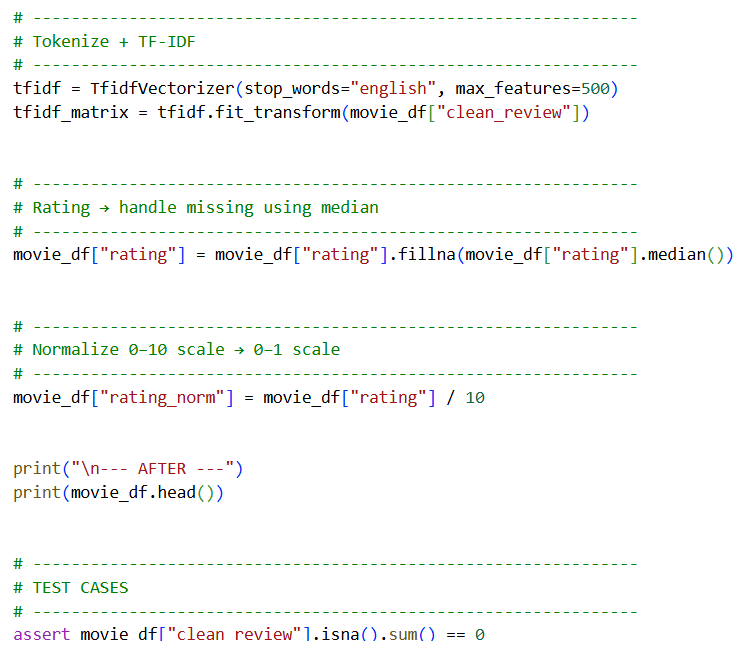 # ---------------------------------------------------------------
# Tokenize + TF-IDF
# ---------------------------------------------------------------
tfidf = TfidfVectorizer(stop_words="english", max_features=500)
tfidf_matrix = tfidf.fit_transform(movie_df["clean_review"])
# ---------------------------------------------------------------
# Rating → handle missing using median
# ---------------------------------------------------------------
movie_df["rating"] = movie_df["rating"].fillna(movie_df["rating"].median())
# ---------------------------------------------------------------
# Normalize 0–10 scale → 0–1 scale
# ---------------------------------------------------------------
movie_df["rating_norm"] = movie_df["rating"] / 10
print("\n--- AFTER ---")
print(movie_df.head())
# ---------------------------------------------------------------
# TEST CASES
# ---------------------------------------------------------------
assert movie_df["clean_review"].isna().sum() == 0